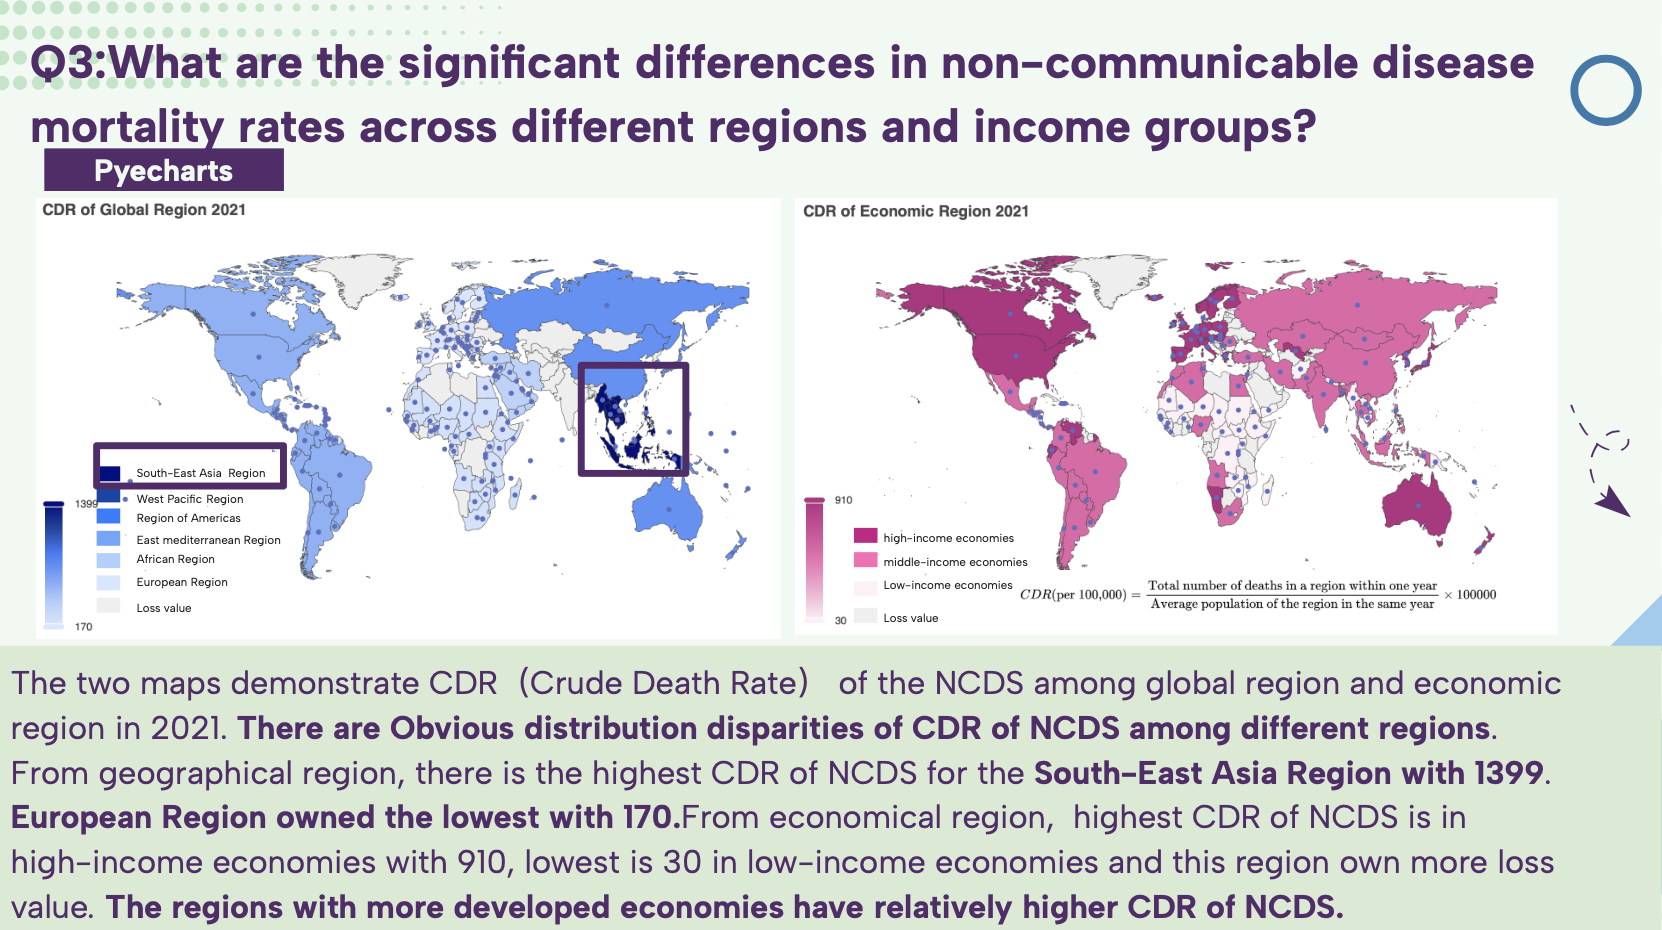 Q3:What are the significant differences in non-communicable disease
mortality rates across different regions and income groups?
Pyecharts
CDR of Global Region 2021
South-East Asia Region
West Pacific Region
Region of Americas
East mediterranean Region
African Region
European Region
Loss value
1399
170
CDR of Economic Region 2021
910
30
high-income economies
middle-income economies
Low-income economies
Loss value
CDR(per 100,000) = Total number of deaths in a region within one year / Average population of the region in the same year × 100000
The two maps demonstrate CDR (Crude Death Rate) of the NCDS among global region and economic
region in 2021. There are Obvious distribution disparities of CDR of NCDS among different regions.
From geographical region, there is the highest CDR of NCDS for the South-East Asia Region with 1399.
European Region owned the lowest with 170.From economical region, highest CDR of NCDS is in
high-income economies with 910, lowest is 30 in low-income economies and this region own more loss
value. The regions with more developed economies have relatively higher CDR of NCDS.